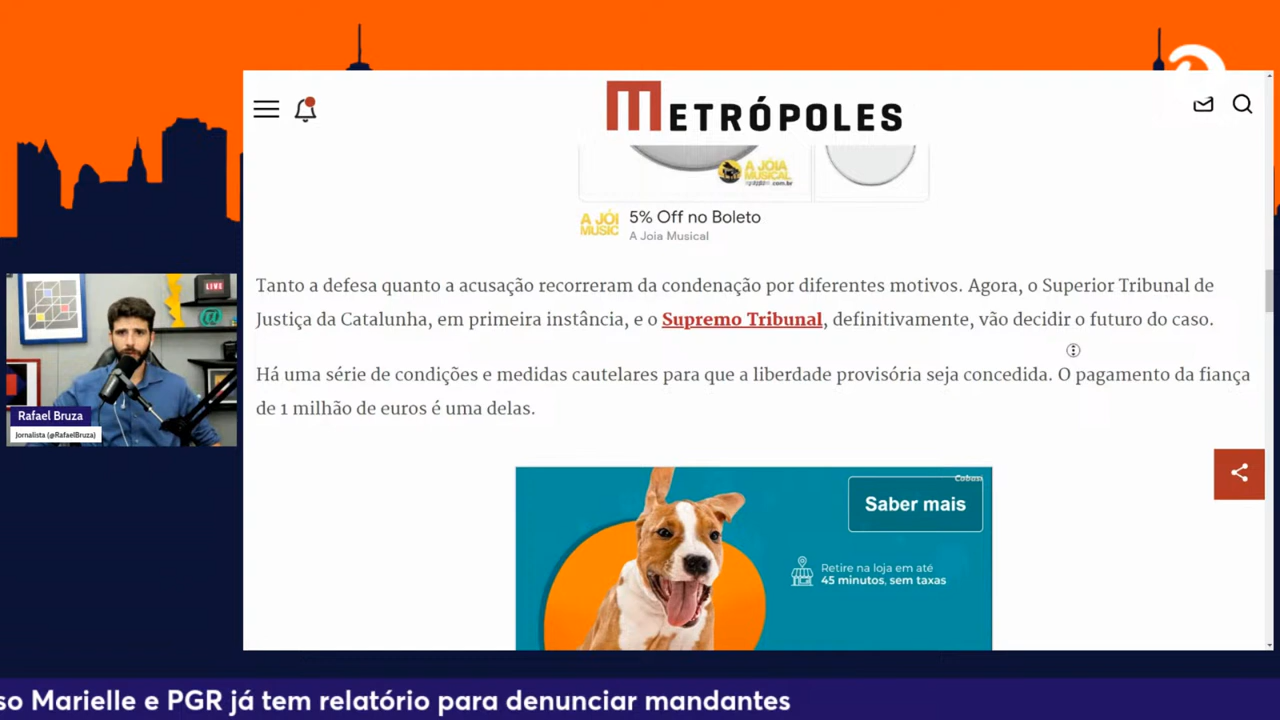 METRÓPOLES
A JÓIA
MUSICAL
A JÓI
MUSIC
5% Off no Boleto
A Joia Musical
Tanto a defesa quanto a acusação recorreram da condenação por diferentes motivos. Agora, o Superior Tribunal de
Justiça da Catalunha, em primeira instância, e o Supremo Tribunal, definitivamente, vão decidir o futuro do caso.
Há uma série de condições e medidas cautelares para que a liberdade provisória seja concedida. O pagamento da fiança
de 1 milhão de euros é uma delas.
LIVE
@
Rafael Bruza
Jornalista (@RafaelBruza)
Cobasi
Saber mais
Retire na loja em até
45 minutos, sem taxas
so Marielle e PGR já tem relatório para denunciar mandantes